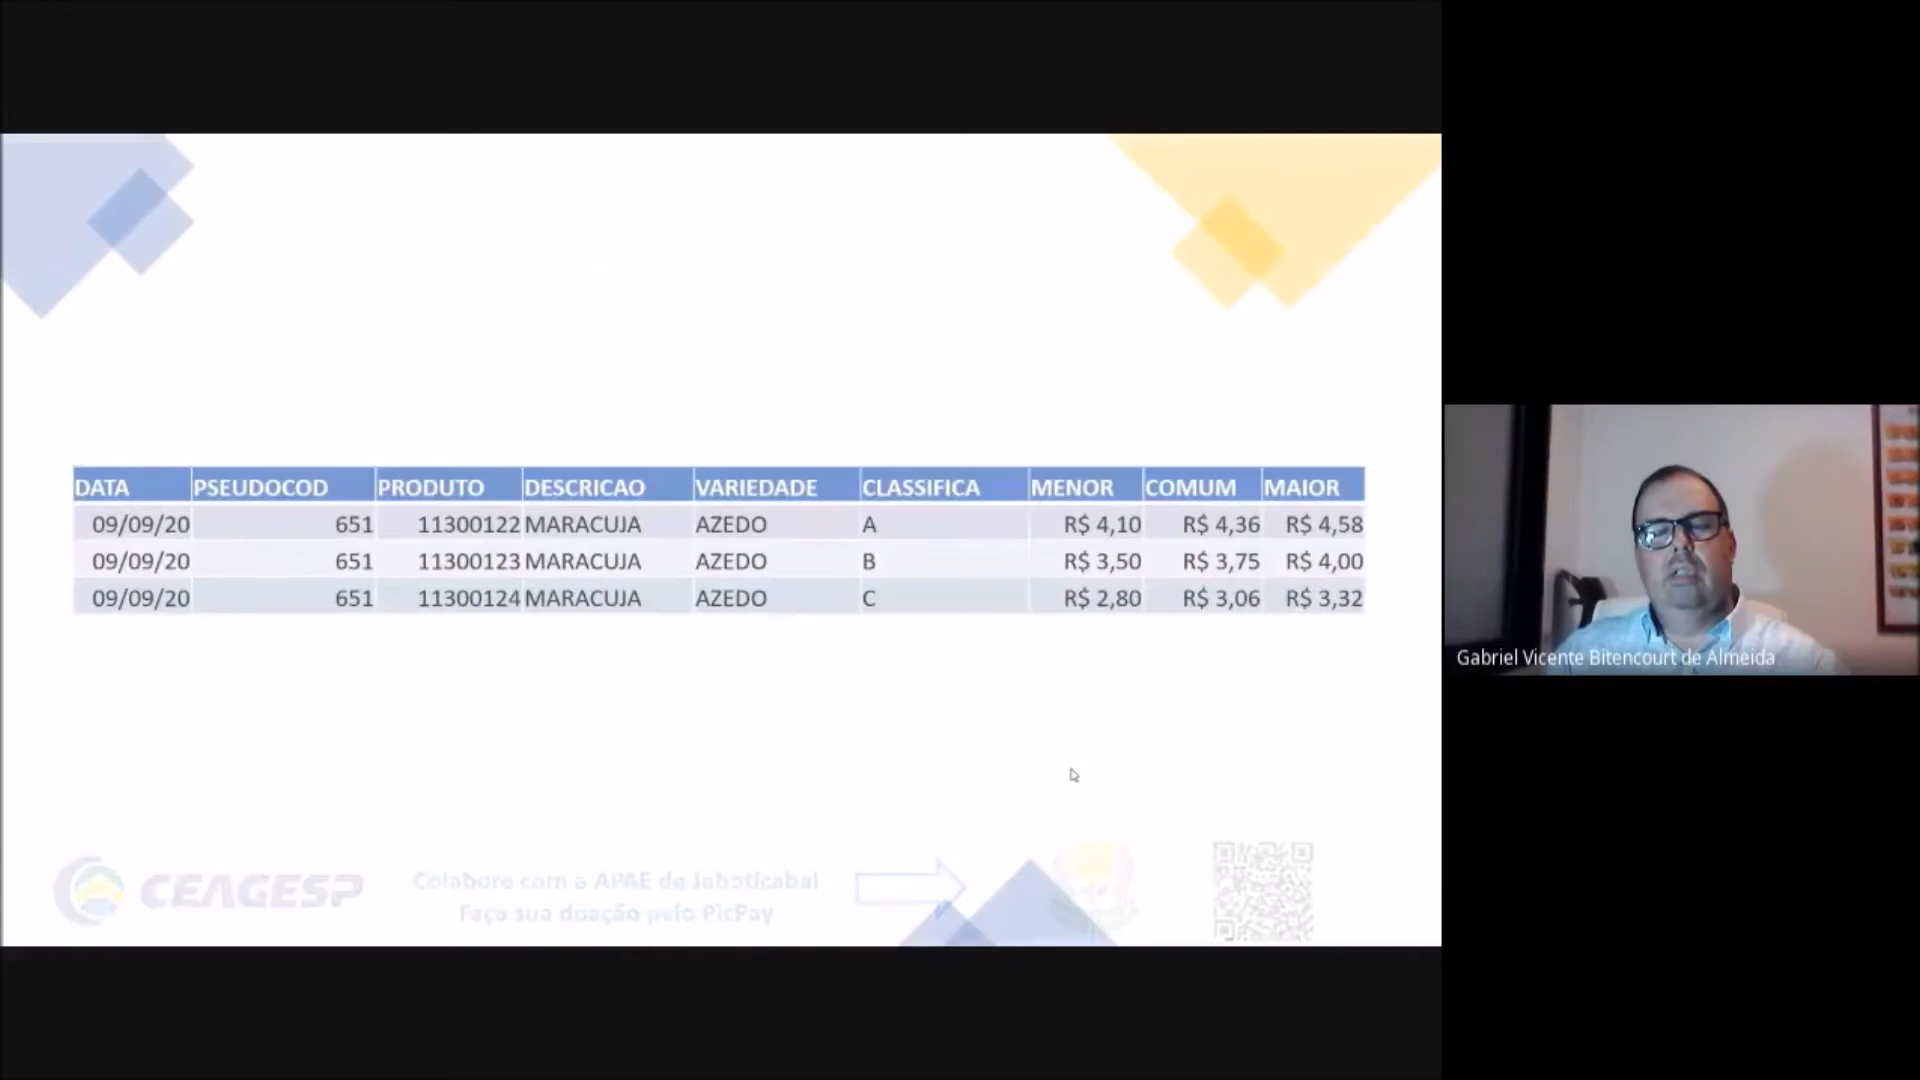 DATA PSEUDOCOD PRODUTO DESCRICAO VARIEDADE CLASSIFICA MENOR COMUM MAIOR
09/09/20 651 11300122 MARACUJA AZEDO A R$ 4,10 R$ 4,36 R$ 4,58
09/09/20 651 11300123 MARACUJA AZEDO B R$ 3,50 R$ 3,75 R$ 4,00
09/09/20 651 11300124 MARACUJA AZEDO C R$ 2,80 R$ 3,06 R$ 3,32
Gabriel Vicente Bitencourt de Almeida
CEAGESP
Colabore com a APAE de Jaboticabal
Faça sua doação pelo PicPay